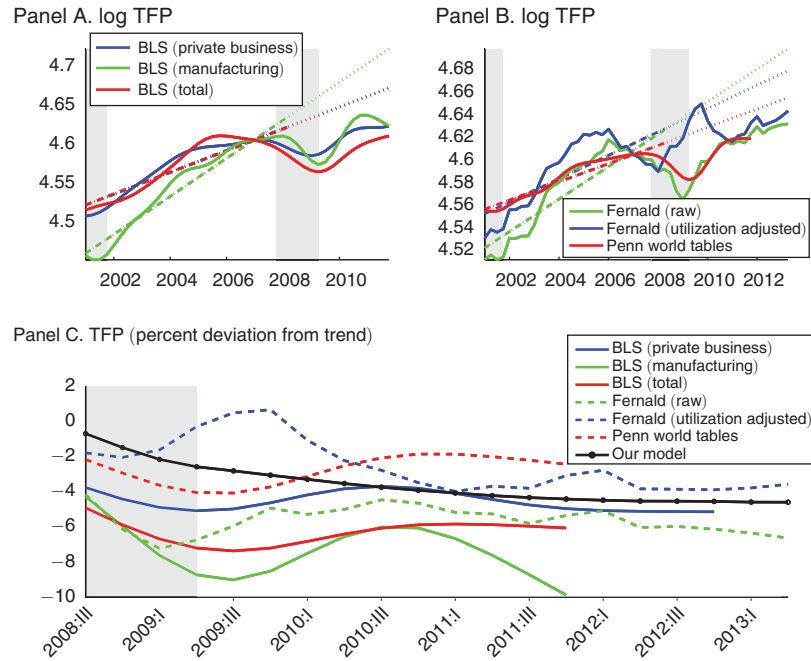 Panel A. log TFP
BLS (private business)
BLS (manufacturing)
BLS (total)
4.7
4.65
4.6
4.55
4.5
2002 2004 2006 2008 2010
Panel B. log TFP
4.68
4.66
4.64
4.62
4.6
4.58
4.56
4.54
4.52
Fernald (raw)
Fernald (utilization adjusted)
Penn world tables
2002 2004 2006 2008 2010 2012
Panel C. TFP (percent deviation from trend)
BLS (private business)
BLS (manufacturing)
BLS (total)
Fernald (raw)
Fernald (utilization adjusted)
Penn world tables
Our model
2
0
−2
−4
−6
−8
−10
2008:III 2009:I 2009:III 2010:I 2010:III 2011:I 2011:III 2012:I 2012:III 2013:I